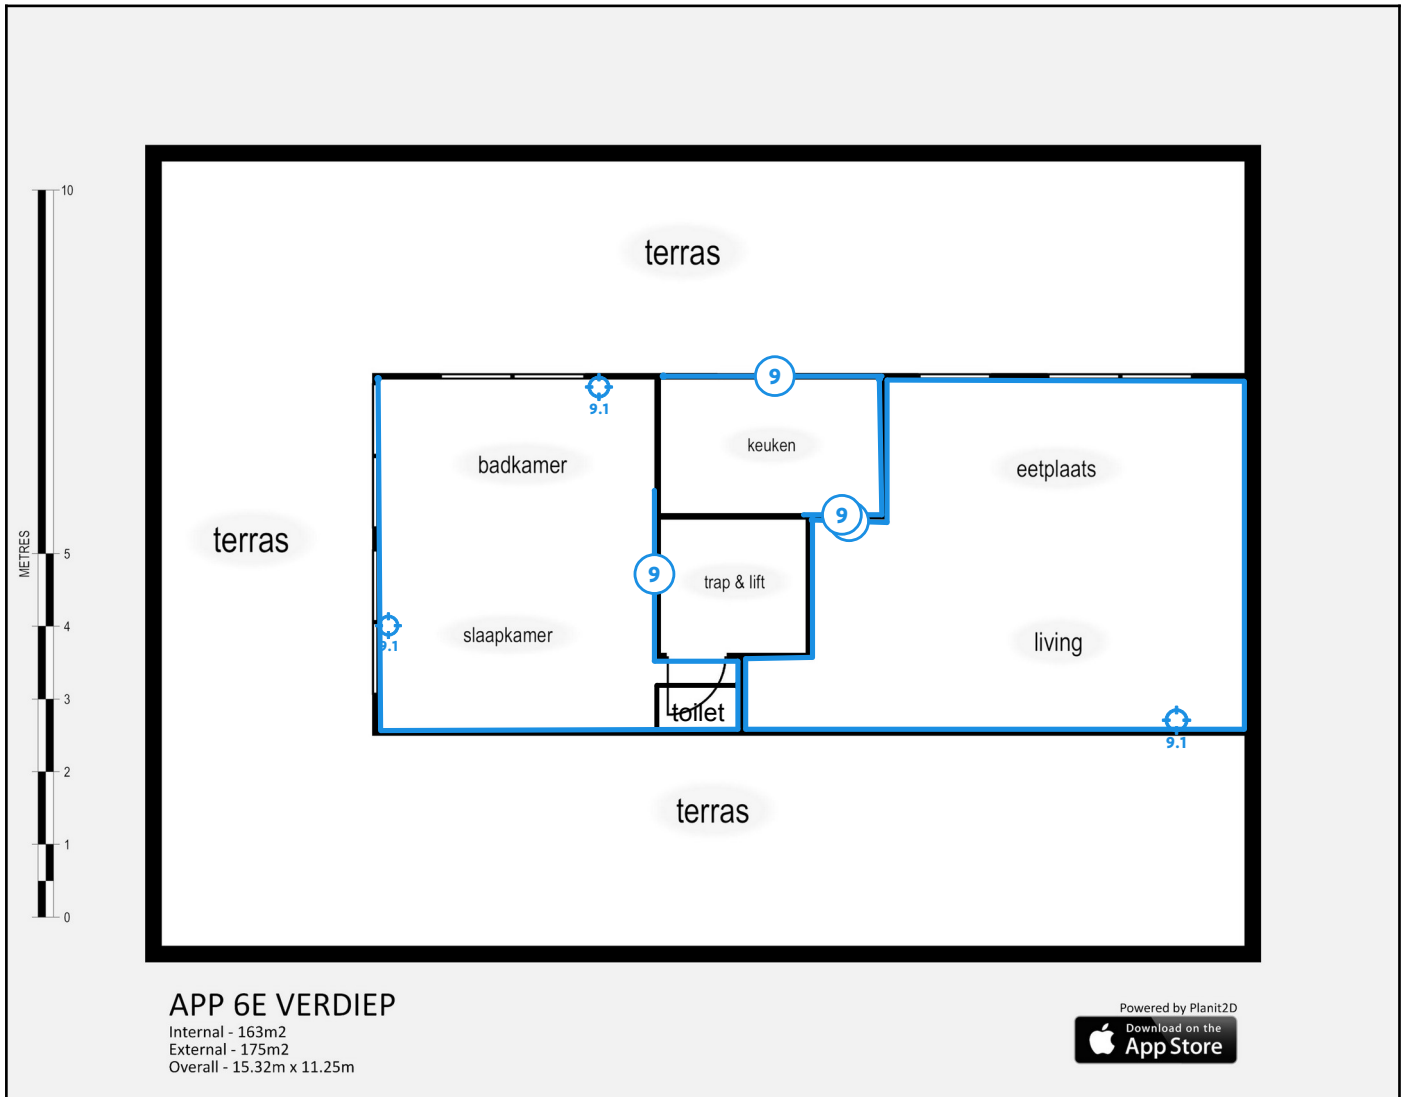 10
terras
9
9.1
keuken
badkamer
eetplaats
9
terras
METRES
5
9
trap & lift
4
slaapkamer
living
9.1
3
toilet
9.1
2
terras
1
0
APP 6E VERDIEP
Internal - 163m2
External - 175m2
Overall - 15.32m x 11.25m
Powered by Planit2D
Download on the
App Store